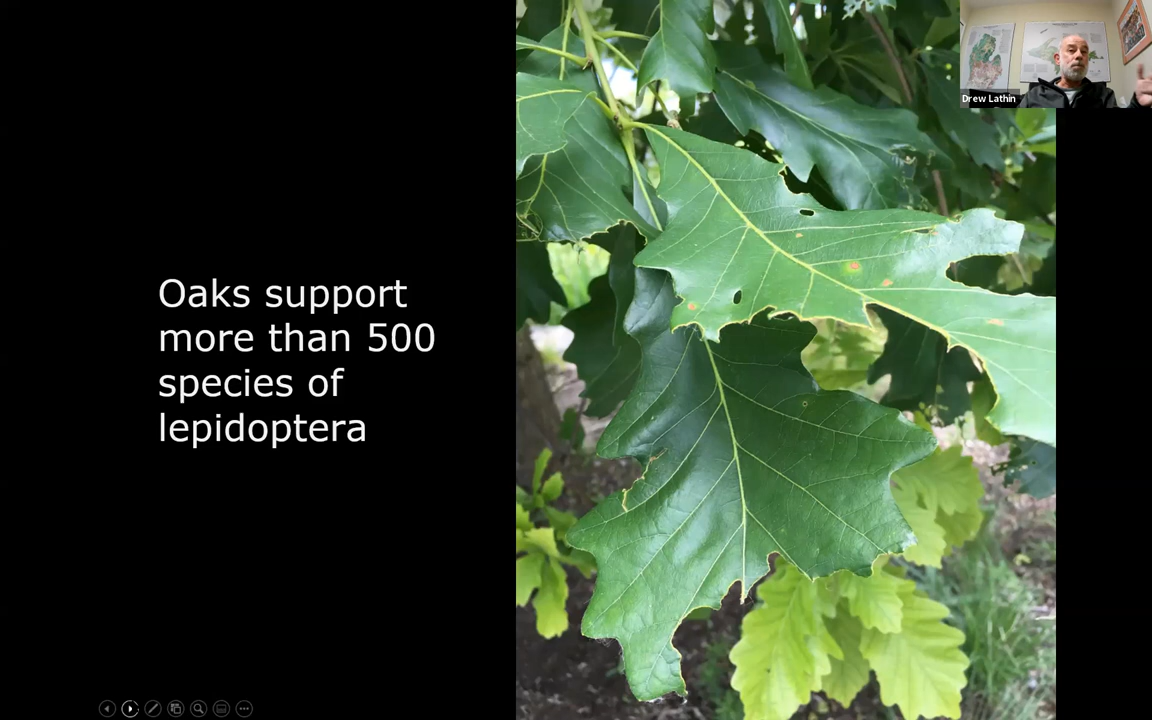 Oaks support
more than 500
species of
lepidoptera
Drew Lathin